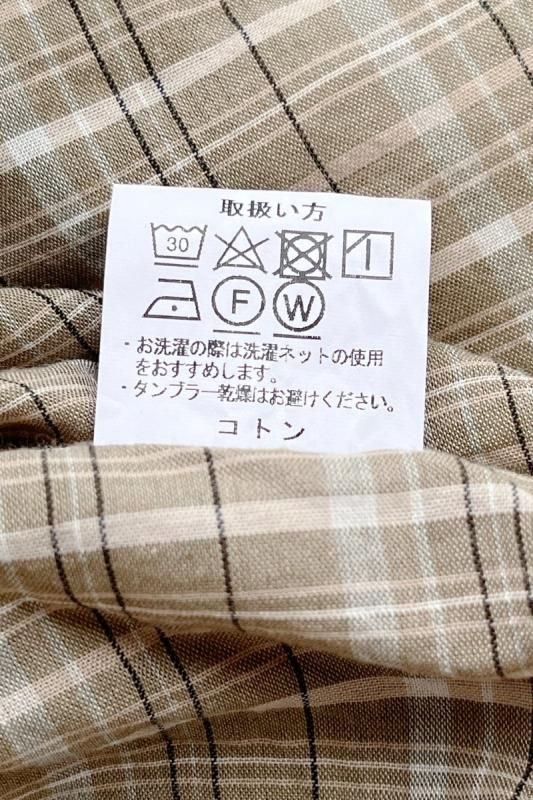 取扱い方
30
F W
・お洗濯の際は洗濯ネットの使用
をおすすめします。
・タンブラー乾燥はお避けください。
コトン